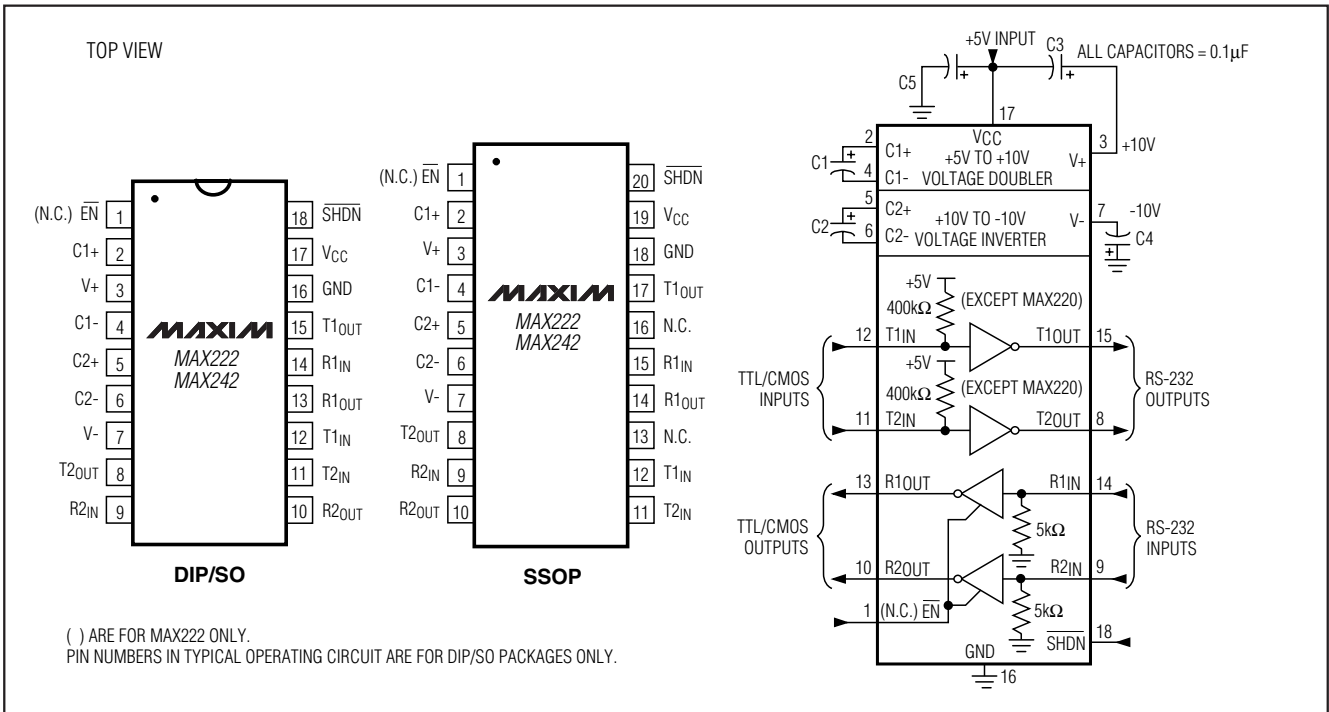 TOP VIEW
(N.C.) EN 1
C1+ 2
V+ 3
C1- 4
C2+ 5
C2- 6
V- 7
T2OUT 8
R2IN 9
18 SHDN
17 VCC
16 GND
15 T1OUT
14 R1IN
13 R1OUT
12 T1IN
11 T2IN
10 R2OUT
MAXIM
MAX222
MAX242
DIP/SO
(N.C.) EN 1
C1+ 2
V+ 3
C1- 4
C2+ 5
C2- 6
V- 7
T2OUT 8
R2IN 9
R2OUT 10
20 SHDN
19 VCC
18 GND
17 T1OUT
16 N.C.
15 R1IN
14 R1OUT
13 N.C.
12 T1IN
11 T2IN
MAXIM
MAX222
MAX242
SSOP
( ) ARE FOR MAX222 ONLY.
PIN NUMBERS IN TYPICAL OPERATING CIRCUIT ARE FOR DIP/SO PACKAGES ONLY.
+5V INPUT
C3
ALL CAPACITORS = 0.1µF
C5
+
+
17
VCC
2
C1+
+5V TO +10V
VOLTAGE DOUBLER
V+
3
+10V
C1
+
4
C1-
5
C2+
+10V TO -10V
VOLTAGE INVERTER
V-
7
-10V
C2
+
6
C2-
C4
+
+5V
400kΩ
(EXCEPT MAX220)
12 T1IN
T1OUT 15
+5V
400kΩ
(EXCEPT MAX220)
TTL/CMOS
INPUTS
RS-232
OUTPUTS
11 T2IN
T2OUT 8
13 R1OUT
R1IN 14
5kΩ
TTL/CMOS
OUTPUTS
RS-232
INPUTS
10 R2OUT
R2IN 9
5kΩ
1 (N.C.) EN
SHDN 18
GND
16